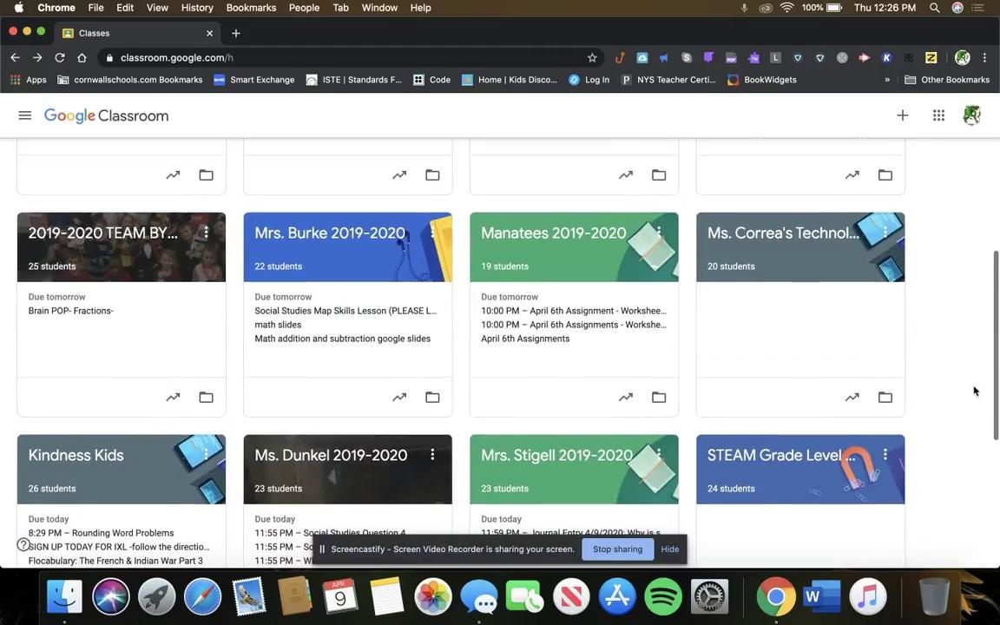 Chrome File Edit View History Bookmarks People Tab Window Help 100% Thu 12:26 PM
Classes
classroom.google.com/h
Apps cornwallschools.com Bookmarks Smart Exchange ISTE | Standards F... Code Home | Kids Disco... Log In NYS Teacher Certi... BookWidgets » Other Bookmarks
Google Classroom
2019-2020 TEAM BY...
25 students
Due tomorrow
Brain POP- Fractions-
Mrs. Burke 2019-2020
22 students
Due tomorrow
Social Studies Map Skills Lesson (PLEASE L...
math slides
Math addition and subtraction google slides
Manatees 2019-2020
19 students
Due tomorrow
10:00 PM – April 6th Assignment - Workshee...
10:00 PM – April 6th Assignments - Workshe...
April 6th Assignments
Ms. Correa's Technol...
20 students
Kindness Kids
26 students
Due today
8:29 PM – Rounding Word Problems
SIGN UP TODAY FOR IXL -follow the directio...
Flocabulary: The French & Indian War Part 3
Ms. Dunkel 2019-2020
23 students
Due today
11:55 PM – Social Studies Question 4
11:55 PM – So
11:55 PM –
Mrs. Stigell 2019-2020
23 students
Due today
11:59 PM – Journal Entry 4/9/2020: Why is s...
STEAM Grade Level ...
24 students
Screencastify - Screen Video Recorder is sharing your screen. Stop sharing Hide
APR
9